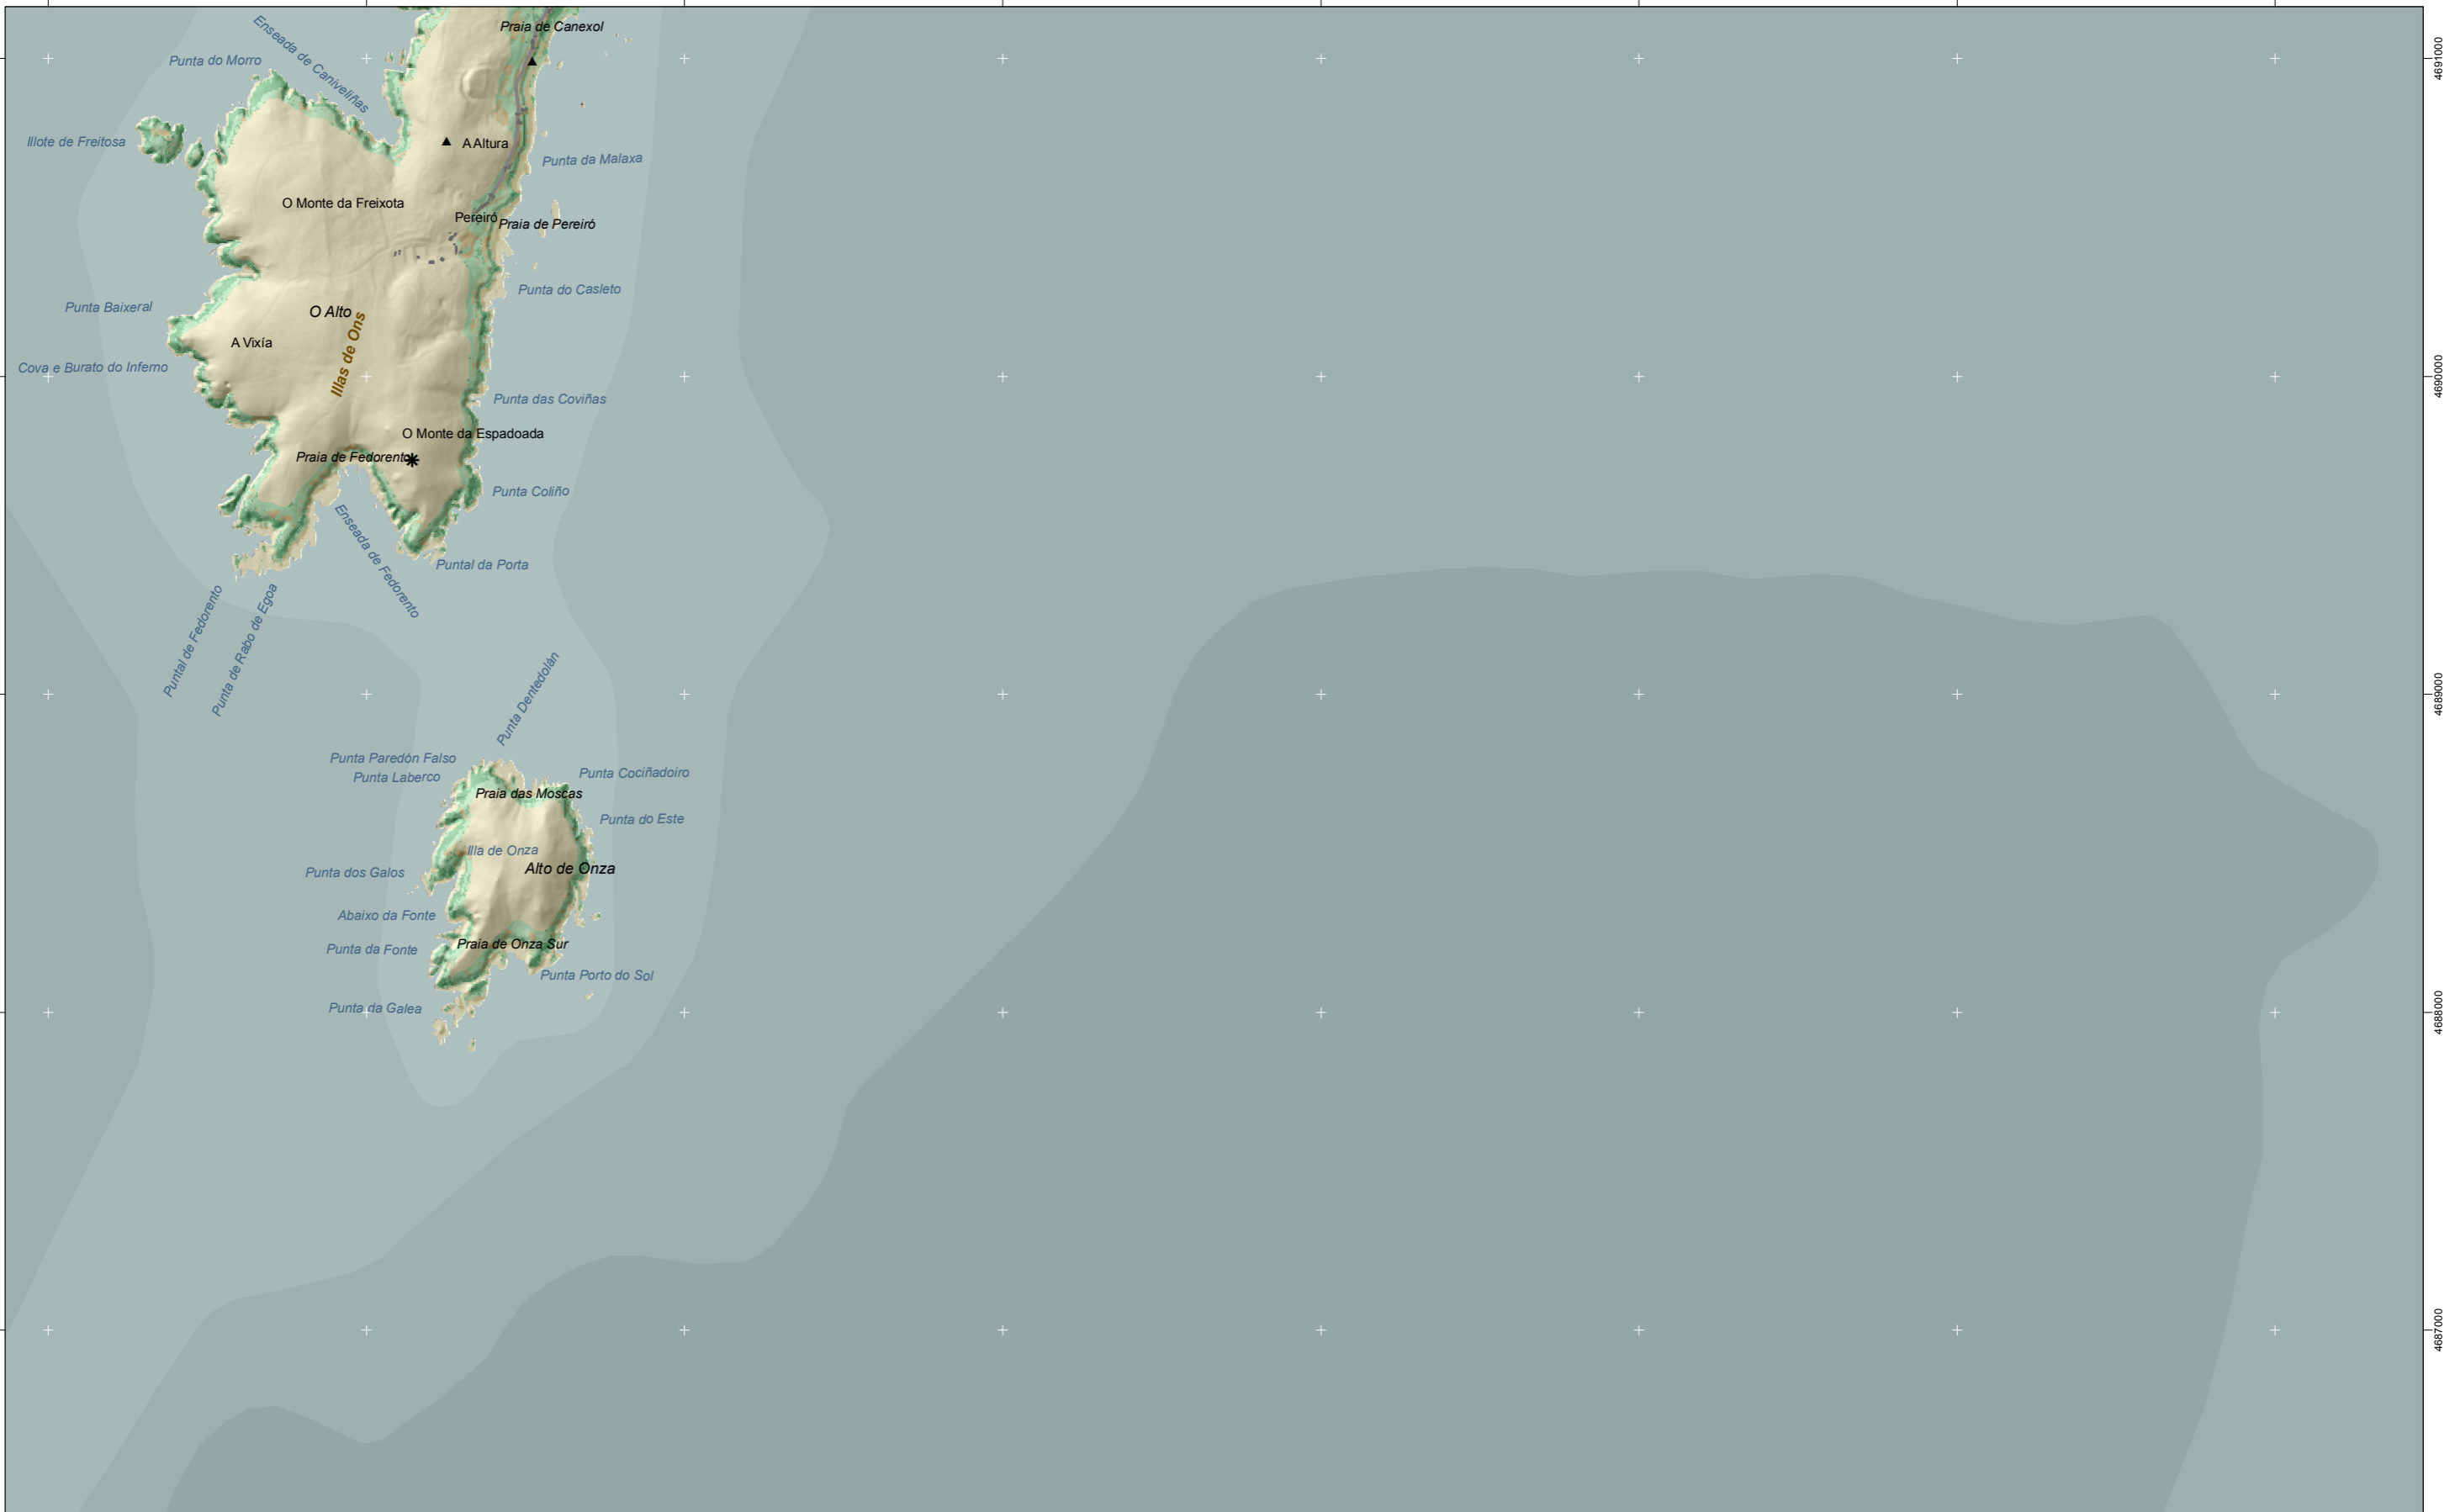 Praia de Canexol
Enseada de Caniveliñas
Punta do Morro
4691000
Illote de Freitosa
A Altura
Punta da Malaxa
O Monte da Freixota
Pereiró
Praia de Pereiró
Punta do Casleto
Punta Baixeral
O Alto
A Vixía
Illas de Ons
Cova e Burato do Inferno
4690000
Punta das Coviñas
O Monte da Espadoada
Praia de Fedorento
Punta Coliño
Enseada de Fedorento
Puntal da Porta
Puntal de Fedorento
Punta de Rabo de Egoa
4689000
Punta Dentedolán
Punta Paredón Falso
Punta Laberco
Punta Cociñadoiro
Praia das Moscas
Punta do Este
Illa de Onza
Alto de Onza
Punta dos Galos
Abaixo da Fonte
Punta da Fonte
Praia de Onza Sur
Punta Porto do Sol
Punta da Galea
4688000
4687000